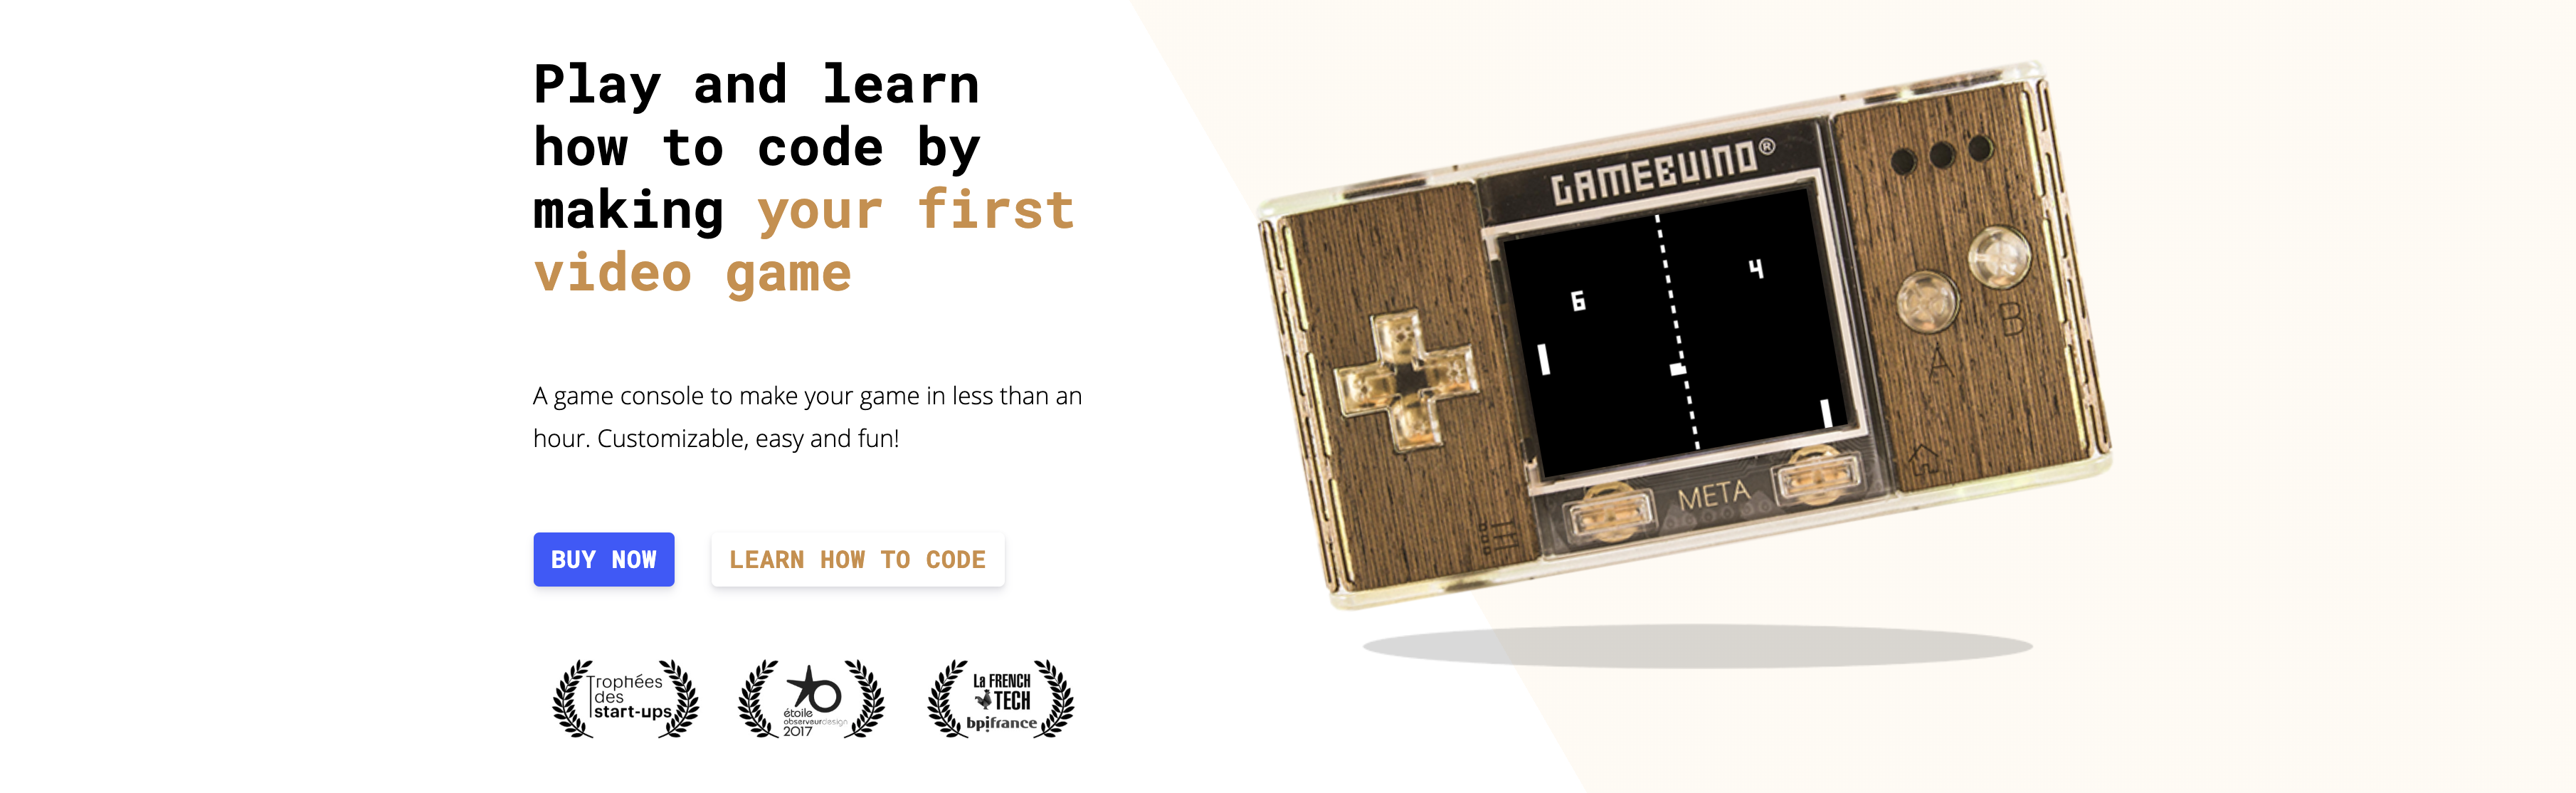 Play and learn
how to code by
making your first
video game
A game console to make your game in less than an
hour. Customizable, easy and fun!
BUY NOW
LEARN HOW TO CODE
Trophées
des
start-ups
étoile
observeurdesign
2017
La FRENCH
TECH
bpifrance
GAMEBUINO®
6
4
B
A
META